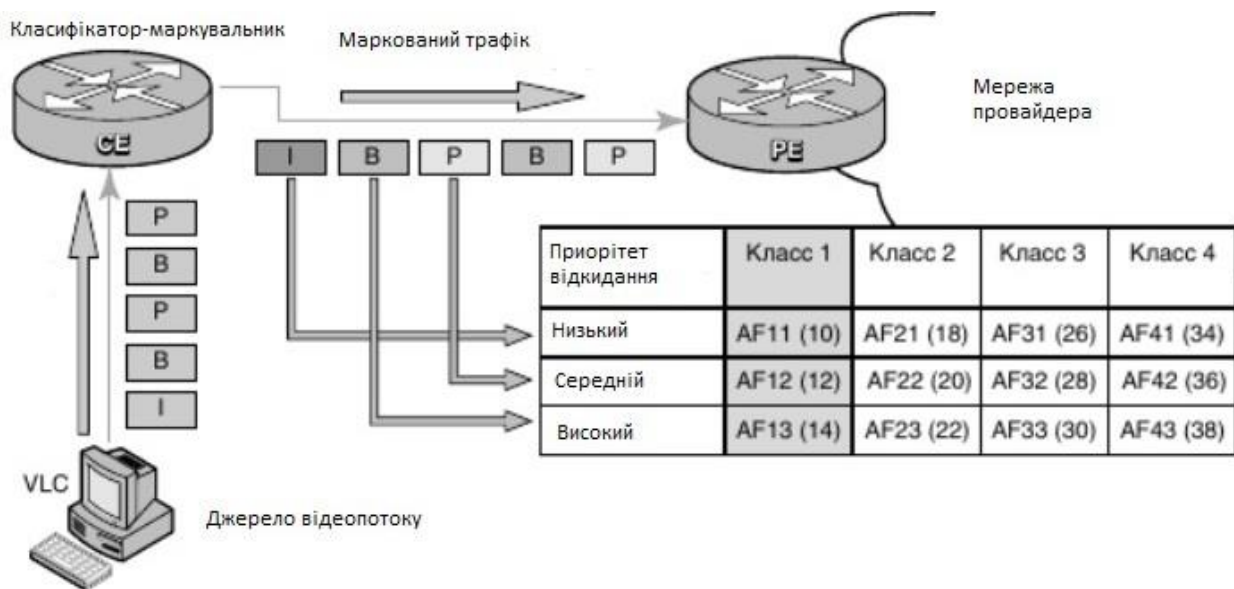 Класифікатор-маркувальник
Маркований трафік
CE
PE
Мережа
провайдера
I B P B P
P
B
P
B
I
VLC
Джерело відеопотоку
Приорітет
відкидання
Класс 1 Класс 2 Класс 3 Класс 4
Низький AF11 (10) AF21 (18) AF31 (26) AF41 (34)
Середній AF12 (12) AF22 (20) AF32 (28) AF42 (36)
Високий AF13 (14) AF23 (22) AF33 (30) AF43 (38)